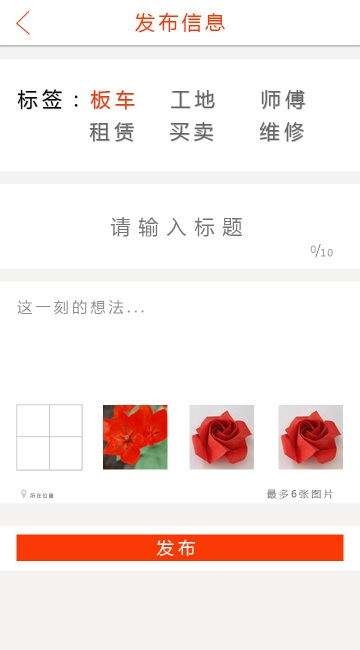 发布信息
标签：板车 工地 师傅
租赁 买卖 维修
请输入标题
0/10
这一刻的想法...
所在位置 最多6张图片
发布